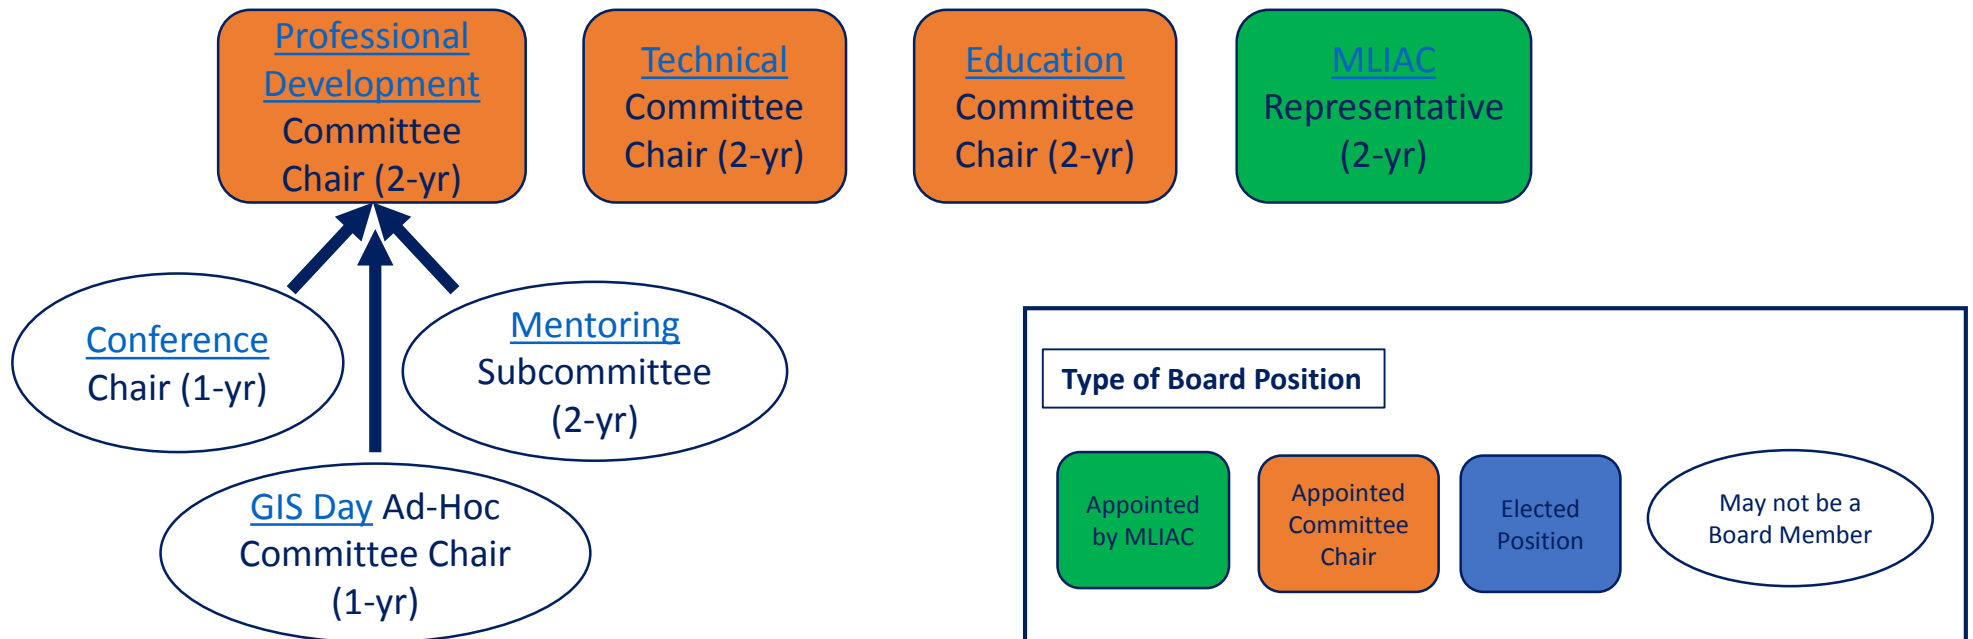 Professional
Development
Committee
Chair (2-yr)
Technical
Committee
Chair (2-yr)
Education
Committee
Chair (2-yr)
MLIAC
Representative
(2-yr)
Conference
Chair (1-yr)
Mentoring
Subcommittee
(2-yr)
GIS Day Ad-Hoc
Committee Chair
(1-yr)
Type of Board Position
Appointed
by MLIAC
Appointed
Committee
Chair
Elected
Position
May not be a
Board Member